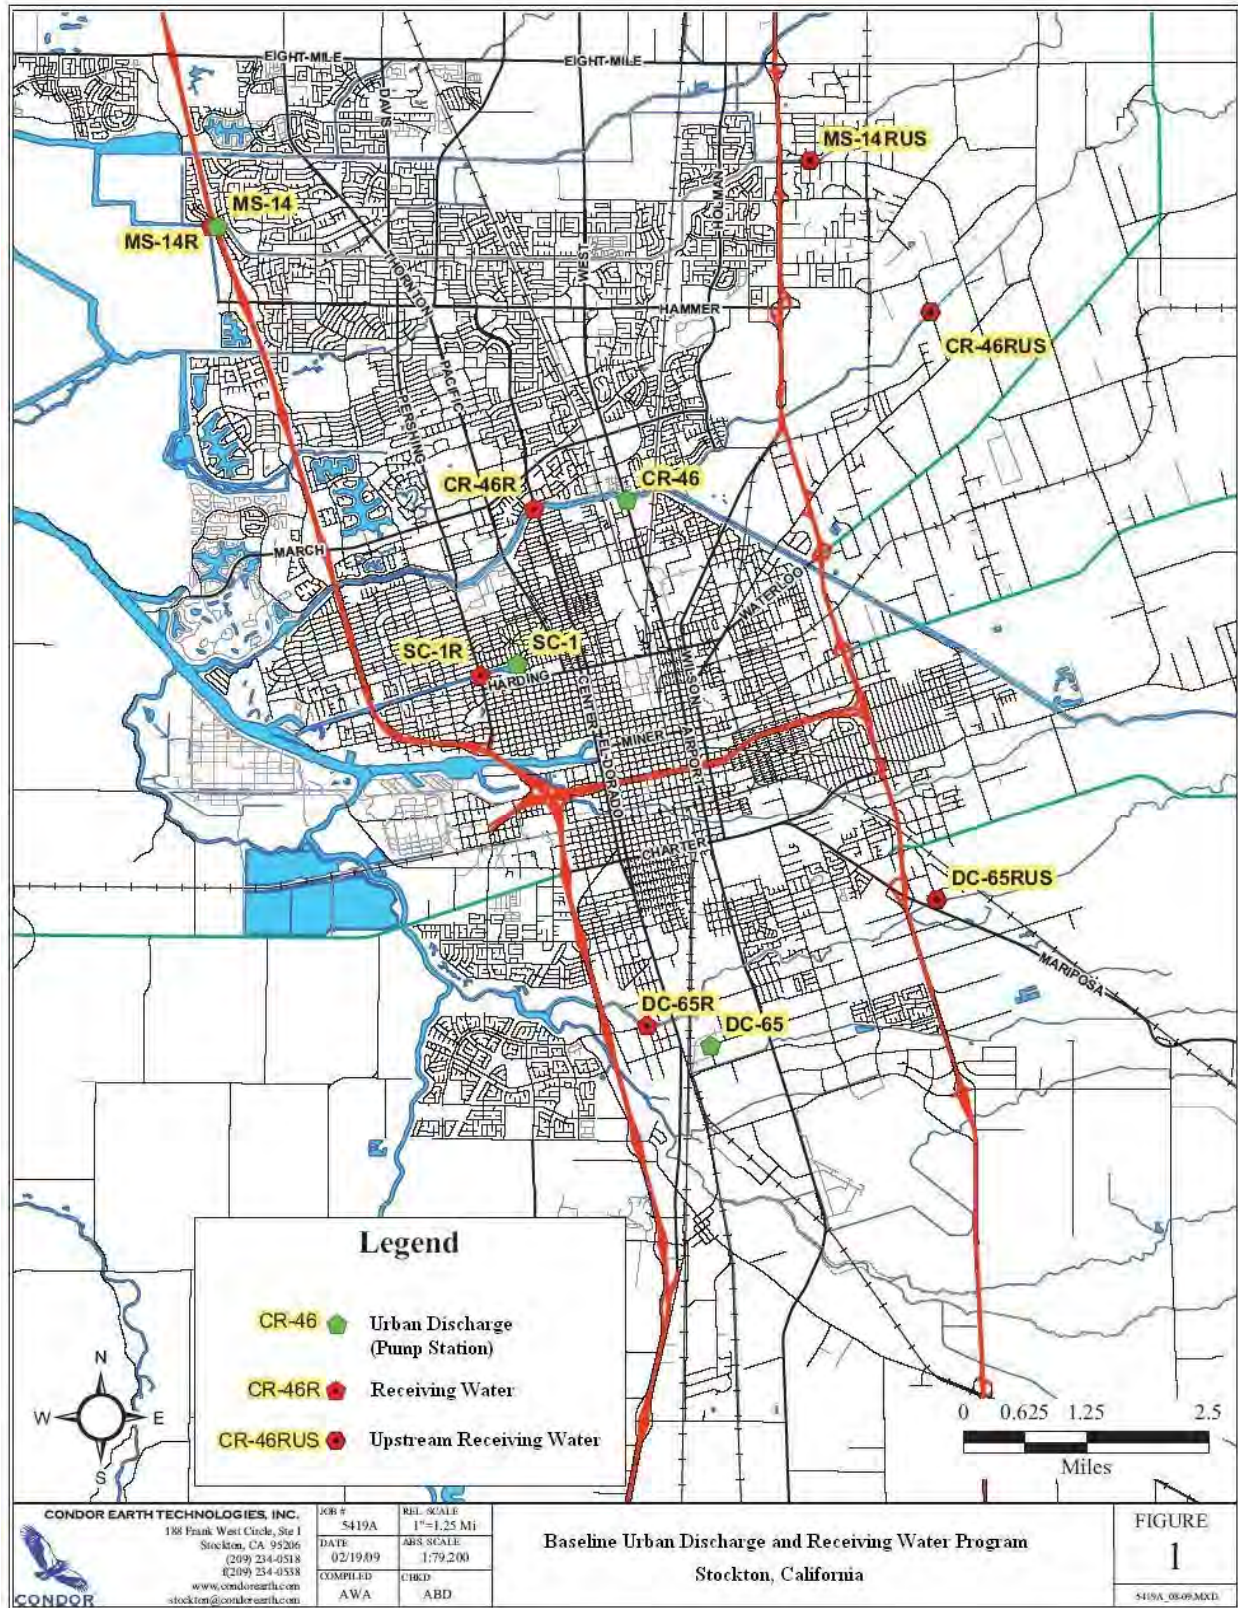 EIGHT-MILE
EIGHT-MILE
DAVIS
MS-14RUS
HOLMAN
MS-14
MS-14R
THORNTON
WEST
HAMMER
CR-46RUS
PACIFIC
PERSHING
CR-46R
CR-46
MARCH
WATERLOO
SC-1R
SC-1
HARDING
CENTER
WILSON
MINER
AIRPORT
EL-DORADO
CHARTER
DC-65RUS
MARIPOSA
DC-65R
DC-65
Legend
CR-46 Urban Discharge
(Pump Station)
CR-46R Receiving Water
CR-46RUS Upstream Receiving Water
N
W E
S
0 0.625 1.25 2.5
Miles
CONDOR EARTH TECHNOLOGIES, INC.
188 Frank West Circle, Ste I
Stockton, CA 95206
(209) 234-0518
f(209) 234-0538
www.condorearth.com
stockton@condorearth.com
CONDOR
JOB #
5419A
REL. SCALE
1"=1.25 Mi
DATE
02/19/09
ABS. SCALE
1:79,200
COMPILED
AWA
CHKD
ABD
Baseline Urban Discharge and Receiving Water Program
Stockton, California
FIGURE
1
5419A_08-09.MXD